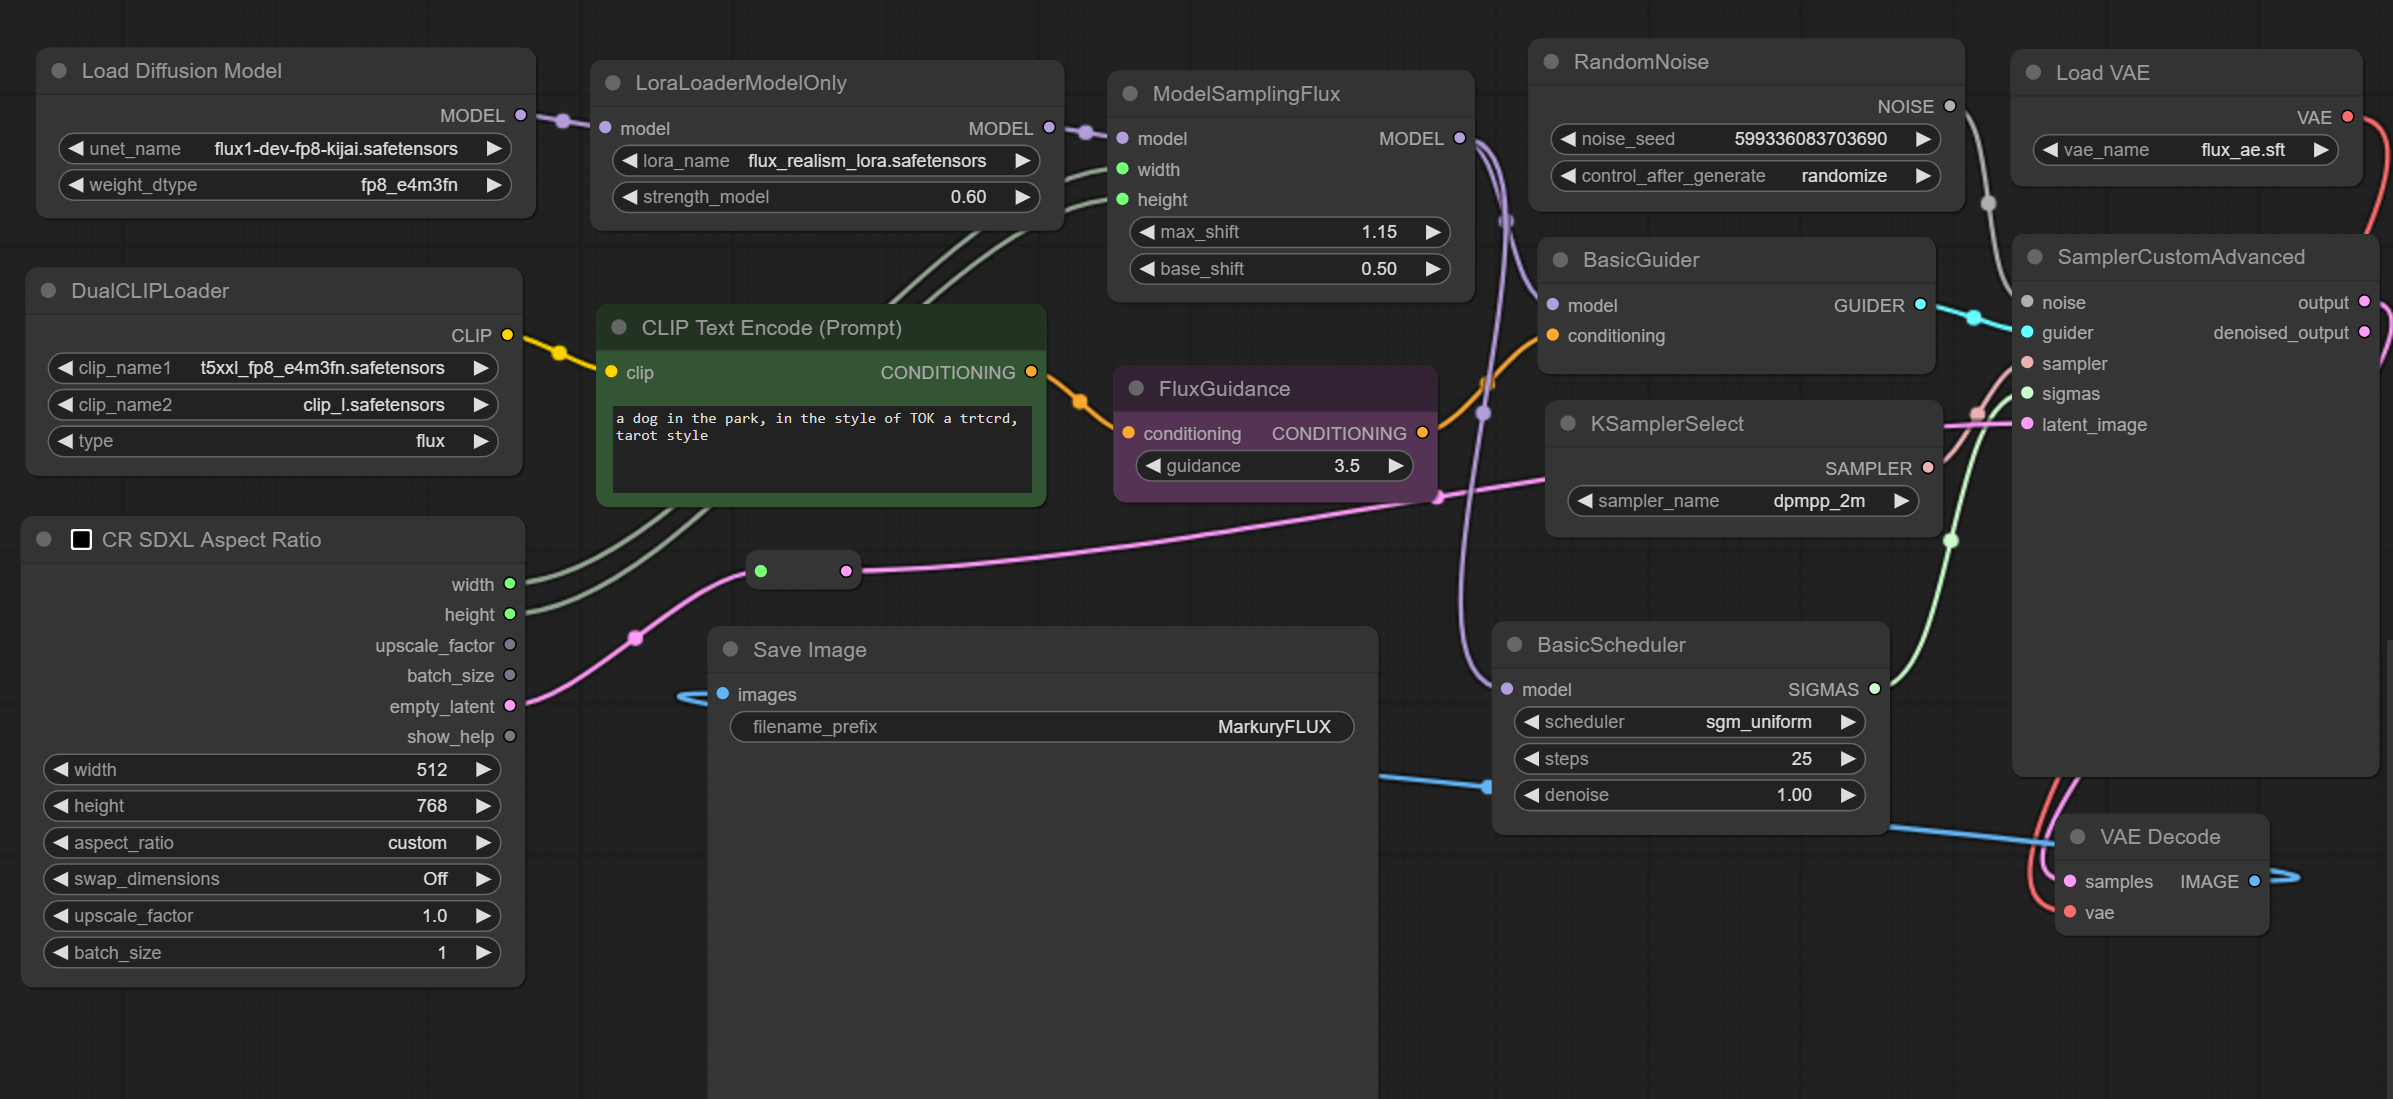 Load Diffusion Model
MODEL
unet_name flux1-dev-fp8-kijai.safetensors
weight_dtype fp8_e4m3fn
LoraLoaderModelOnly
model MODEL
lora_name flux_realism_lora.safetensors
strength_model 0.60
ModelSamplingFlux
model MODEL
width
height
max_shift 1.15
base_shift 0.50
RandomNoise
NOISE
noise_seed 599336083703690
control_after_generate randomize
Load VAE
VAE
vae_name flux_ae.sft
DualCLIPLoader
CLIP
clip_name1 t5xxl_fp8_e4m3fn.safetensors
clip_name2 clip_l.safetensors
type flux
CLIP Text Encode (Prompt)
clip CONDITIONING
a dog in the park, in the style of TOK a trtcrd,
tarot style
FluxGuidance
conditioning CONDITIONING
guidance 3.5
BasicGuider
model GUIDER
conditioning
KSamplerSelect
SAMPLER
sampler_name dpmpp_2m
SamplerCustomAdvanced
noise output
guider denoised_output
sampler
sigmas
latent_image
CR SDXL Aspect Ratio
width
height
upscale_factor
batch_size
empty_latent
show_help
width 512
height 768
aspect_ratio custom
swap_dimensions Off
upscale_factor 1.0
batch_size 1
Save Image
images
filename_prefix MarkuryFLUX
BasicScheduler
model SIGMAS
scheduler sgm_uniform
steps 25
denoise 1.00
VAE Decode
samples IMAGE
vae